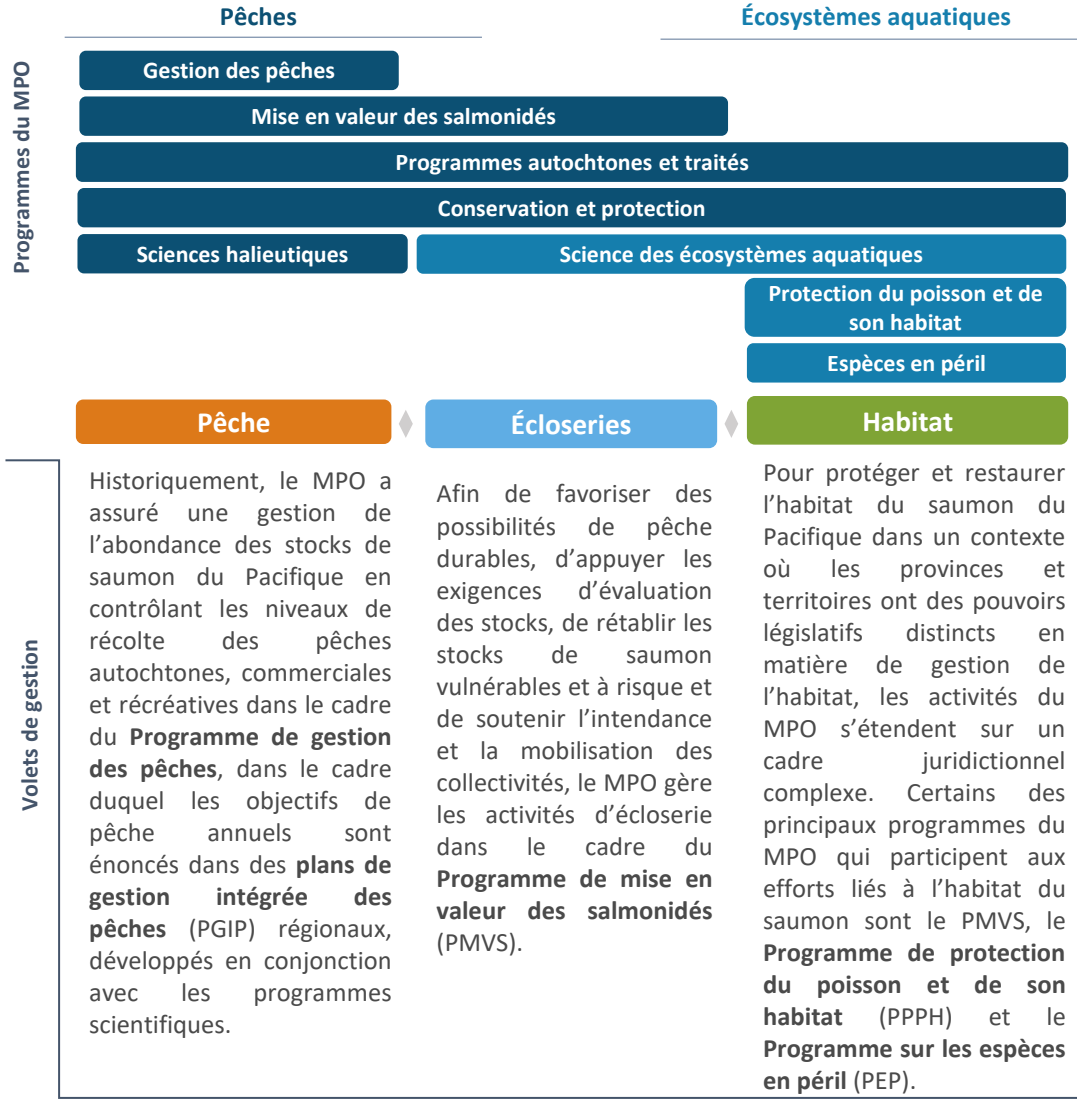 Pêches
Écosystèmes aquatiques
Programmes du MPO
Gestion des pêches
Mise en valeur des salmonidés
Programmes autochtones et traités
Conservation et protection
Sciences halieutiques
Science des écosystèmes aquatiques
Protection du poisson et de
son habitat
Espèces en péril
Pêche
Écloseries
Habitat
Volets de gestion
Historiquement, le MPO a
assuré une gestion de
l’abondance des stocks de
saumon du Pacifique en
contrôlant les niveaux de
récolte des pêches
autochtones, commerciales
et récréatives dans le cadre
du Programme de gestion
des pêches, dans le cadre
duquel les objectifs de
pêche annuels sont
énoncés dans des plans de
gestion intégrée des
pêches (PGIP) régionaux,
développés en conjonction
avec les programmes
scientifiques.
Afin de favoriser des
possibilités de pêche
durables, d’appuyer les
exigences d’évaluation
des stocks, de rétablir les
stocks de saumon
vulnérables et à risque et
de soutenir l’intendance
et la mobilisation des
collectivités, le MPO gère
les activités d’écloserie
dans le cadre du
Programme de mise en
valeur des salmonidés
(PMVS).
Pour protéger et restaurer
l’habitat du saumon du
Pacifique dans un contexte
où les provinces et
territoires ont des pouvoirs
législatifs distincts en
matière de gestion de
l’habitat, les activités du
MPO s’étendent sur un
cadre juridictionnel
complexe. Certains des
principaux programmes du
MPO qui participent aux
efforts liés à l’habitat du
saumon sont le PMVS, le
Programme de protection
du poisson et de son
habitat (PPPH) et le
Programme sur les espèces
en péril (PEP).